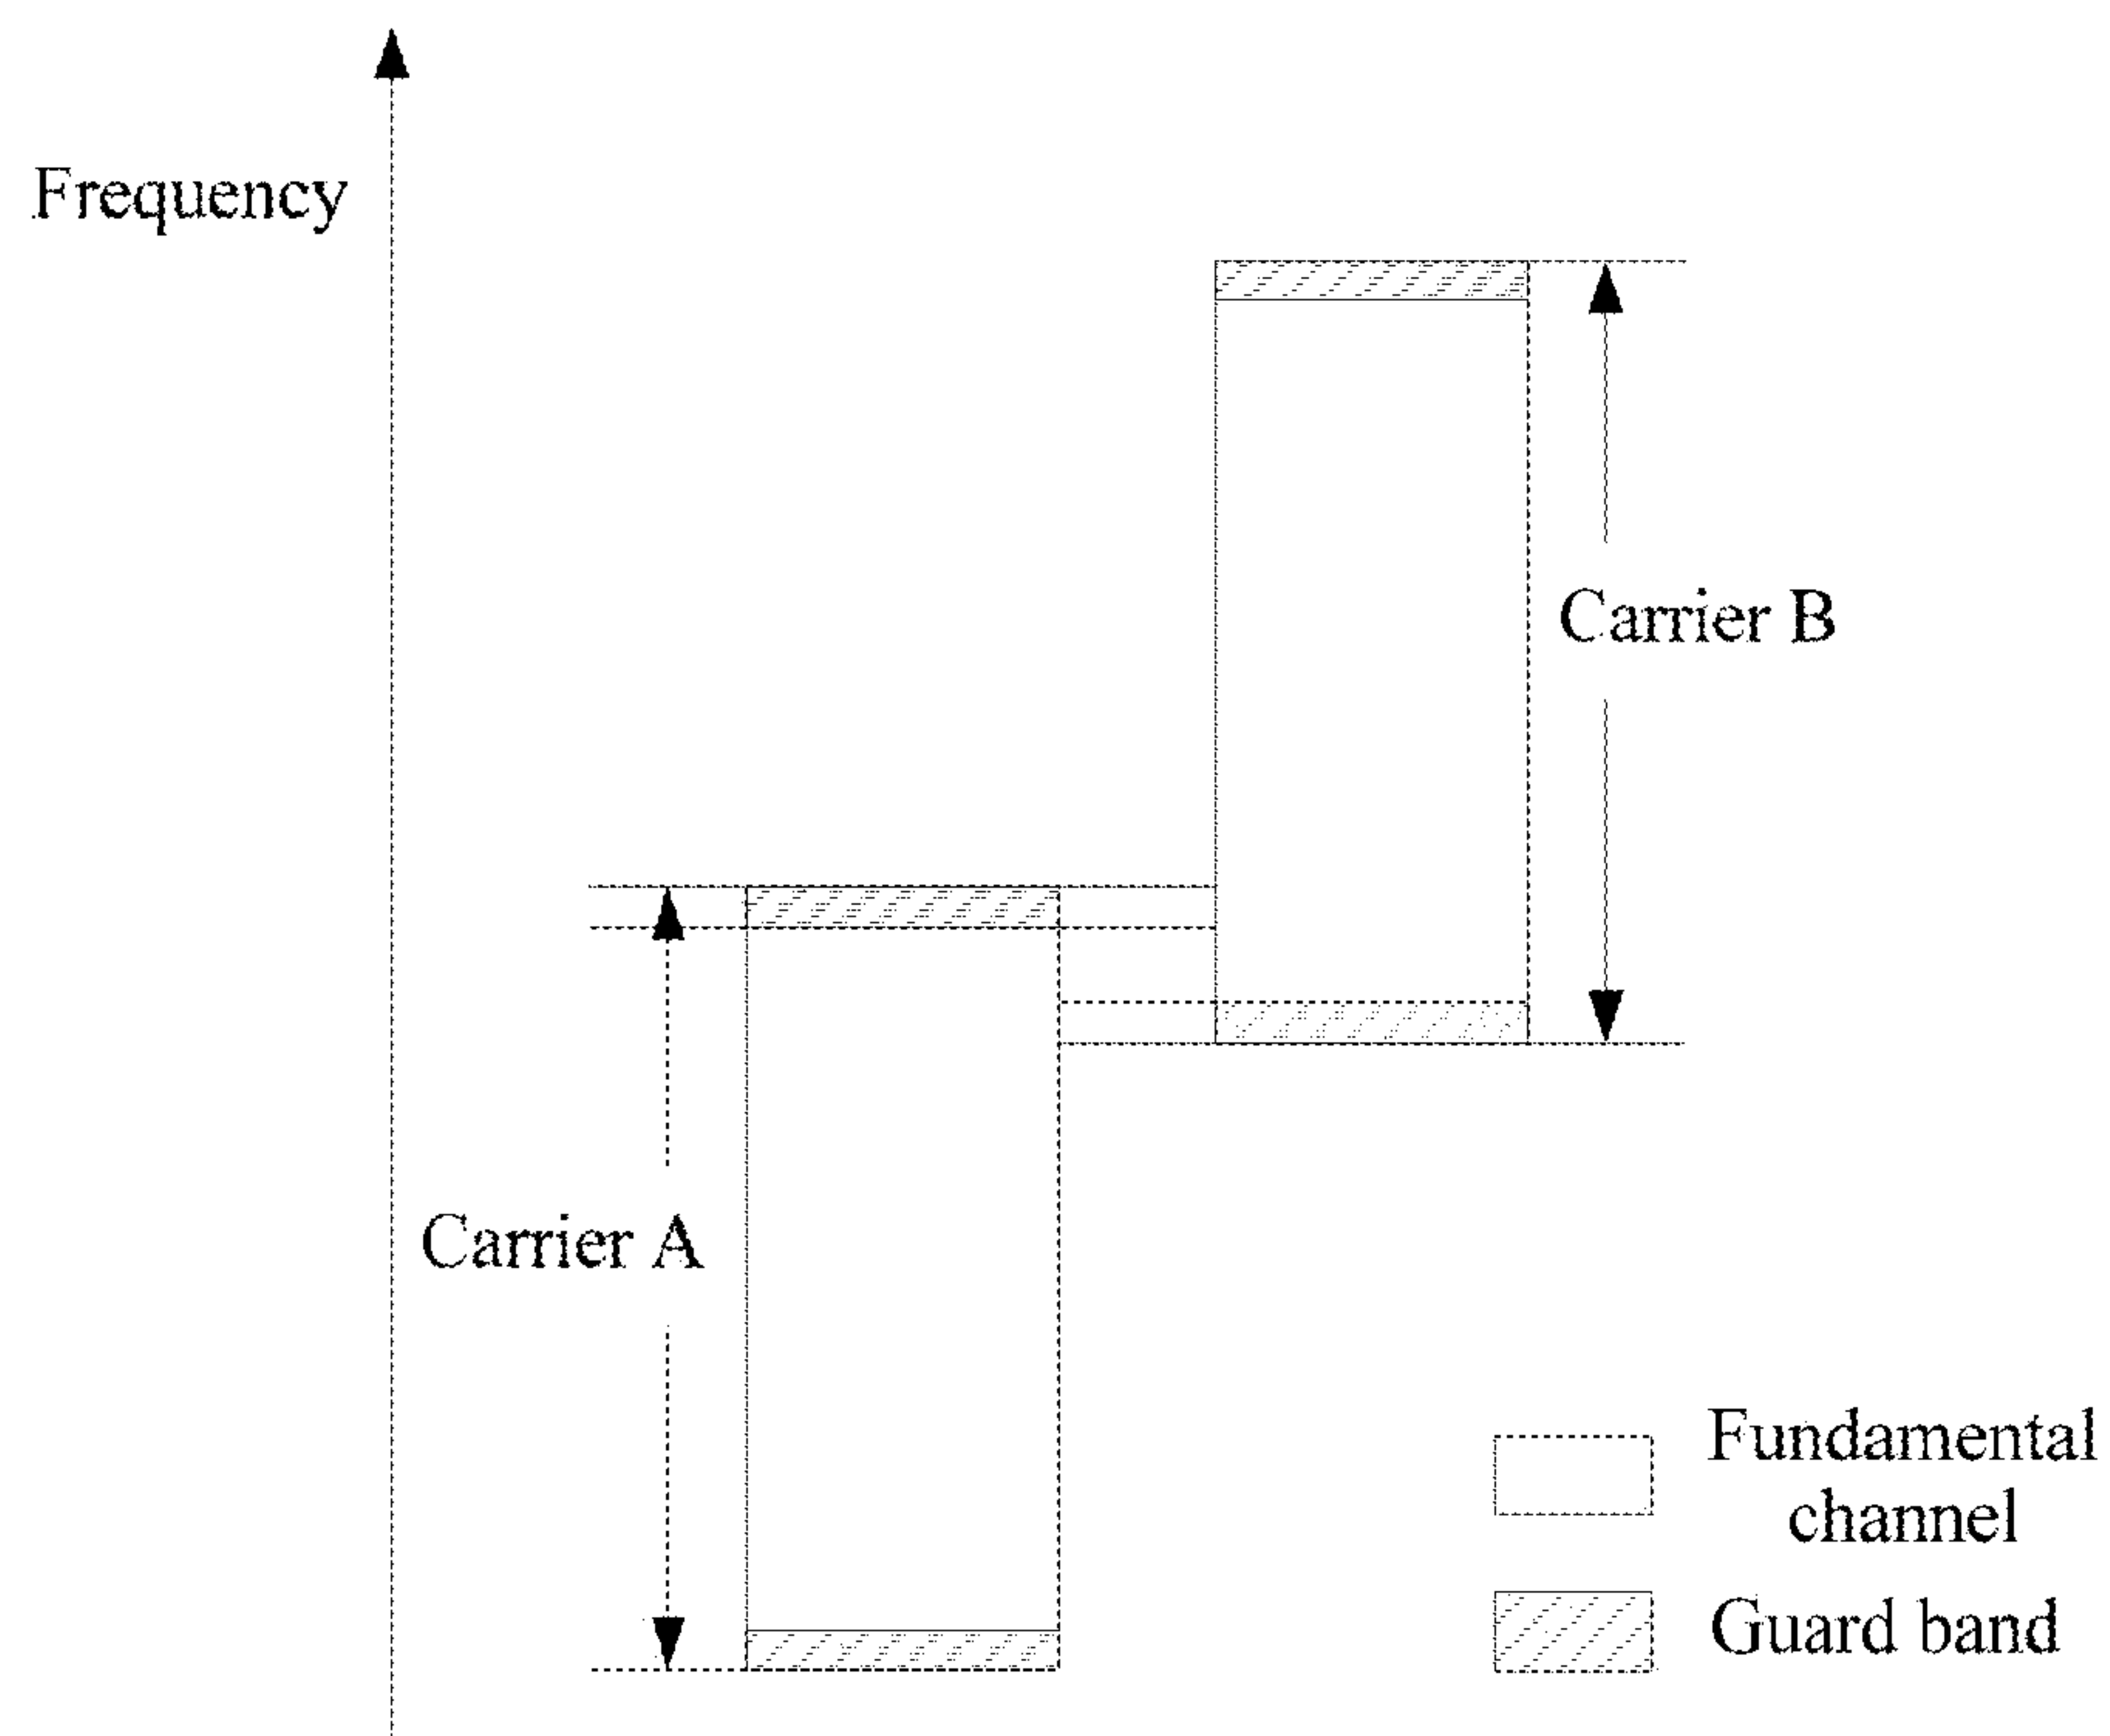 Frequency
Carrier B
Carrier A
Fundamental
channel
Guard band